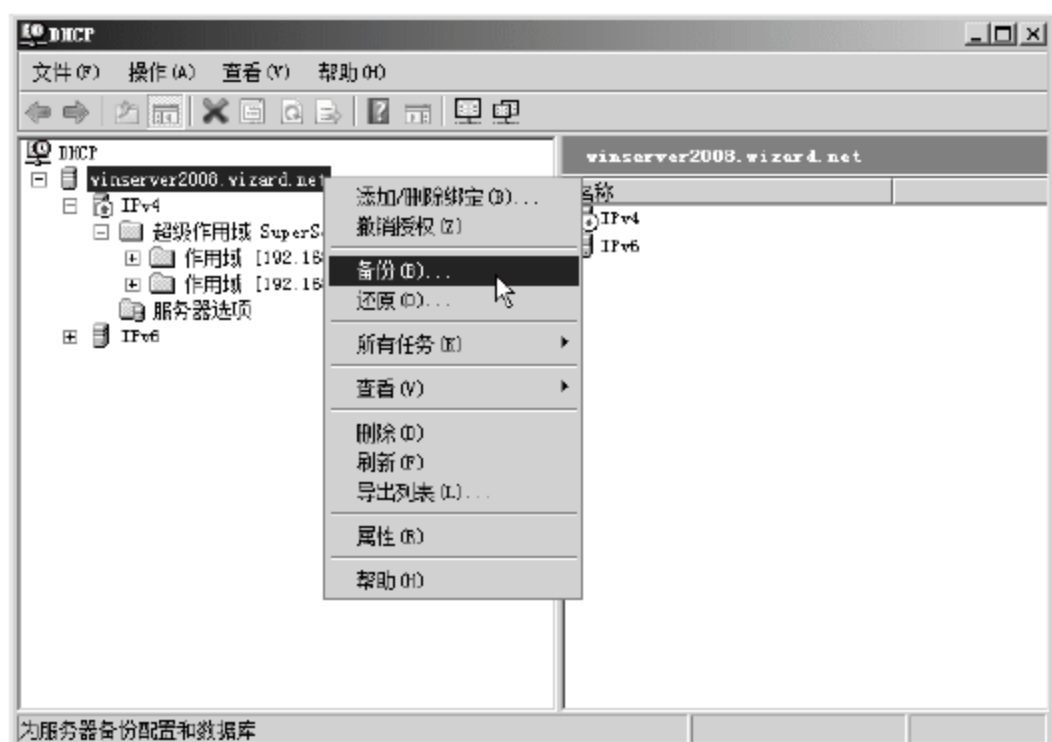 DHCP
文件(F) 操作(A) 查看(V) 帮助(H)
DHCP
winserver2008.wizard.net
IPv4
超级作用域 SuperS
作用域 [192.16
作用域 [192.16
服务器选项
IPv6
添加/删除绑定(B)...
撤消授权(Z)
备份(B)...
还原(O)...
所有任务(K)
查看(V)
删除(D)
刷新(F)
导出列表(L)...
属性(R)
帮助(H)
winserver2008.wizard.net
名称
IPv4
IPv6
为服务器备份配置和数据库